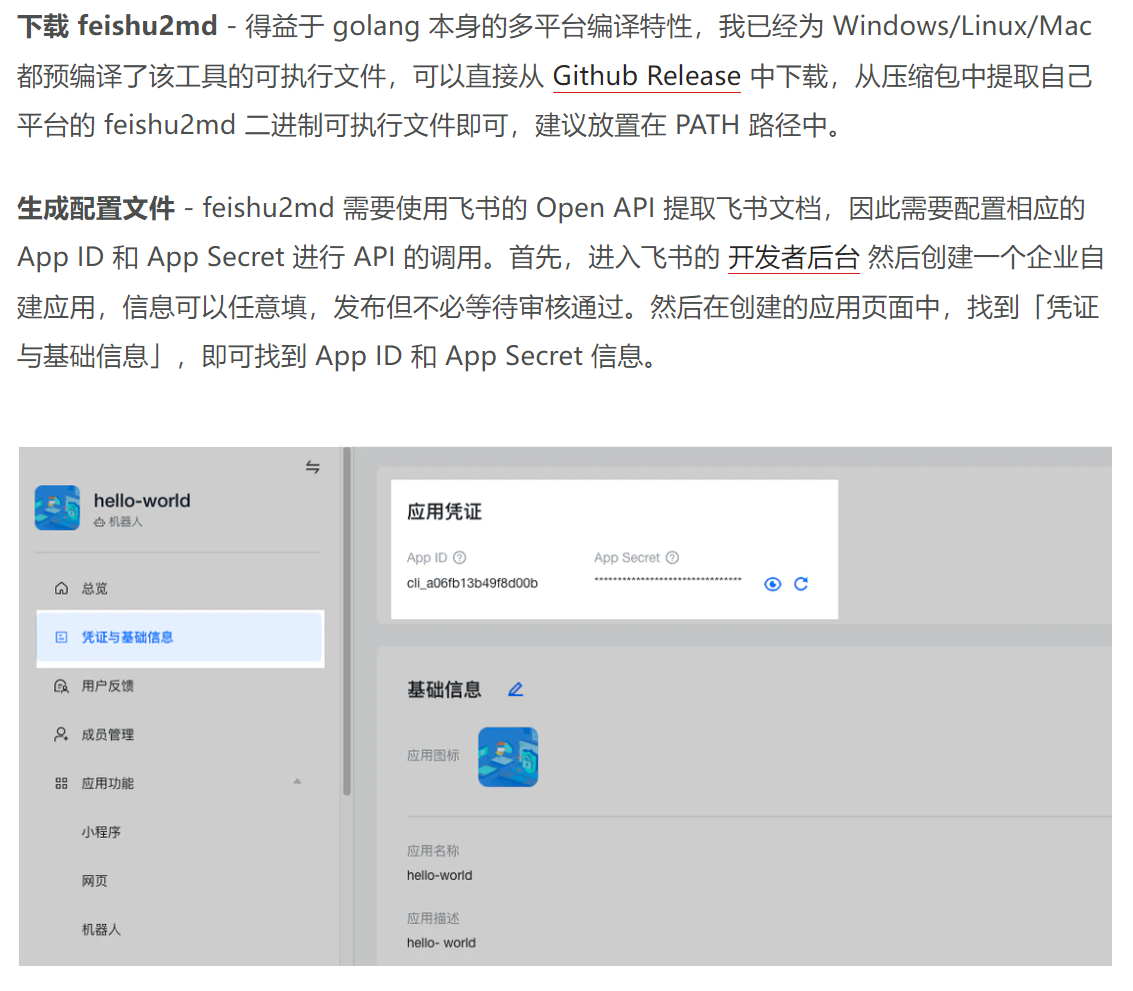 下载 feishu2md - 得益于 golang 本身的多平台编译特性，我已经为 Windows/Linux/Mac
都预编译了该工具的可执行文件，可以直接从 Github Release 中下载，从压缩包中提取自己
平台的 feishu2md 二进制可执行文件即可，建议放置在 PATH 路径中。
生成配置文件 - feishu2md 需要使用飞书的 Open API 提取飞书文档，因此需要配置相应的
App ID 和 App Secret 进行 API 的调用。首先，进入飞书的 开发者后台 然后创建一个企业自
建应用，信息可以任意填，发布但不必等待审核通过。然后在创建的应用页面中，找到「凭证
与基础信息」，即可找到 App ID 和 App Secret 信息。
hello-world
机器人
总览
凭证与基础信息
用户反馈
成员管理
应用功能
小程序
网页
机器人
应用凭证
App ID App Secret
cli_a06fb13b49f8d00b ********************************
基础信息
应用图标
应用名称
hello-world
应用描述
hello- world